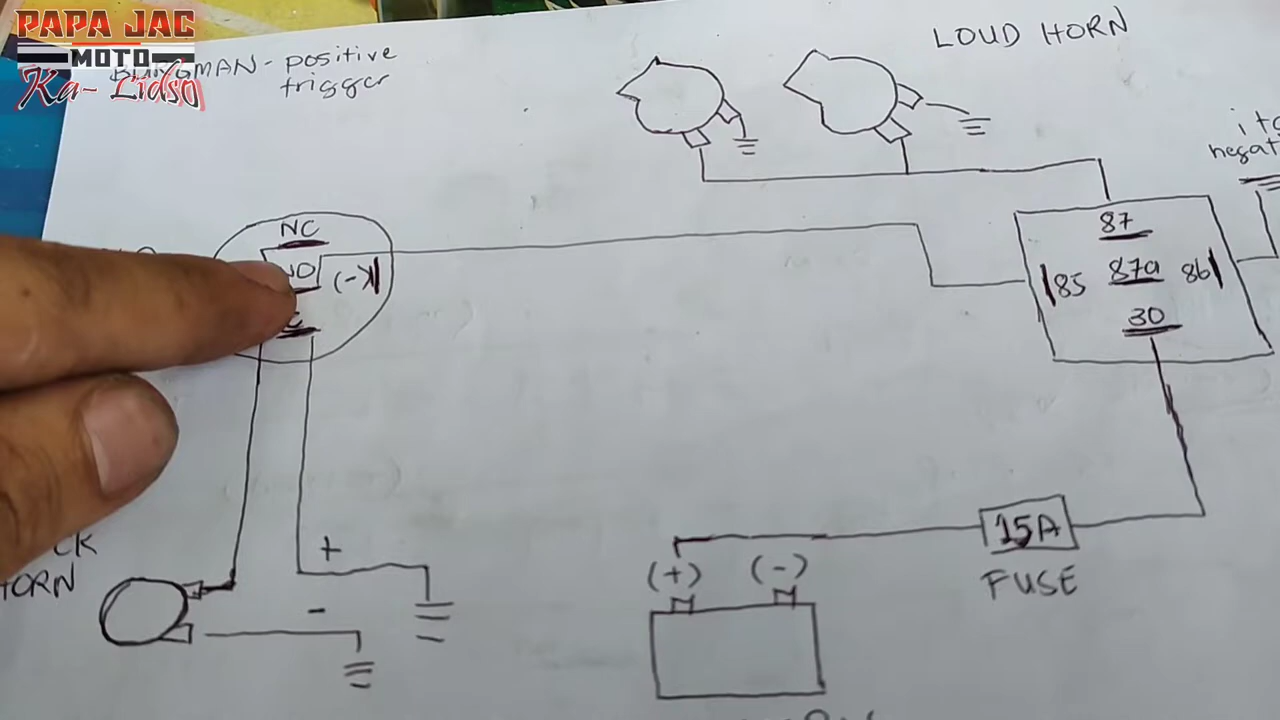 PAPA JAC
MOTO
Ka-Lidso
BURGMAN - positive
trigger
LOUD HORN
NC
NO
(-)
C
87
85
87a
86
30
HORN
+
-
(+)
(-)
15A
FUSE